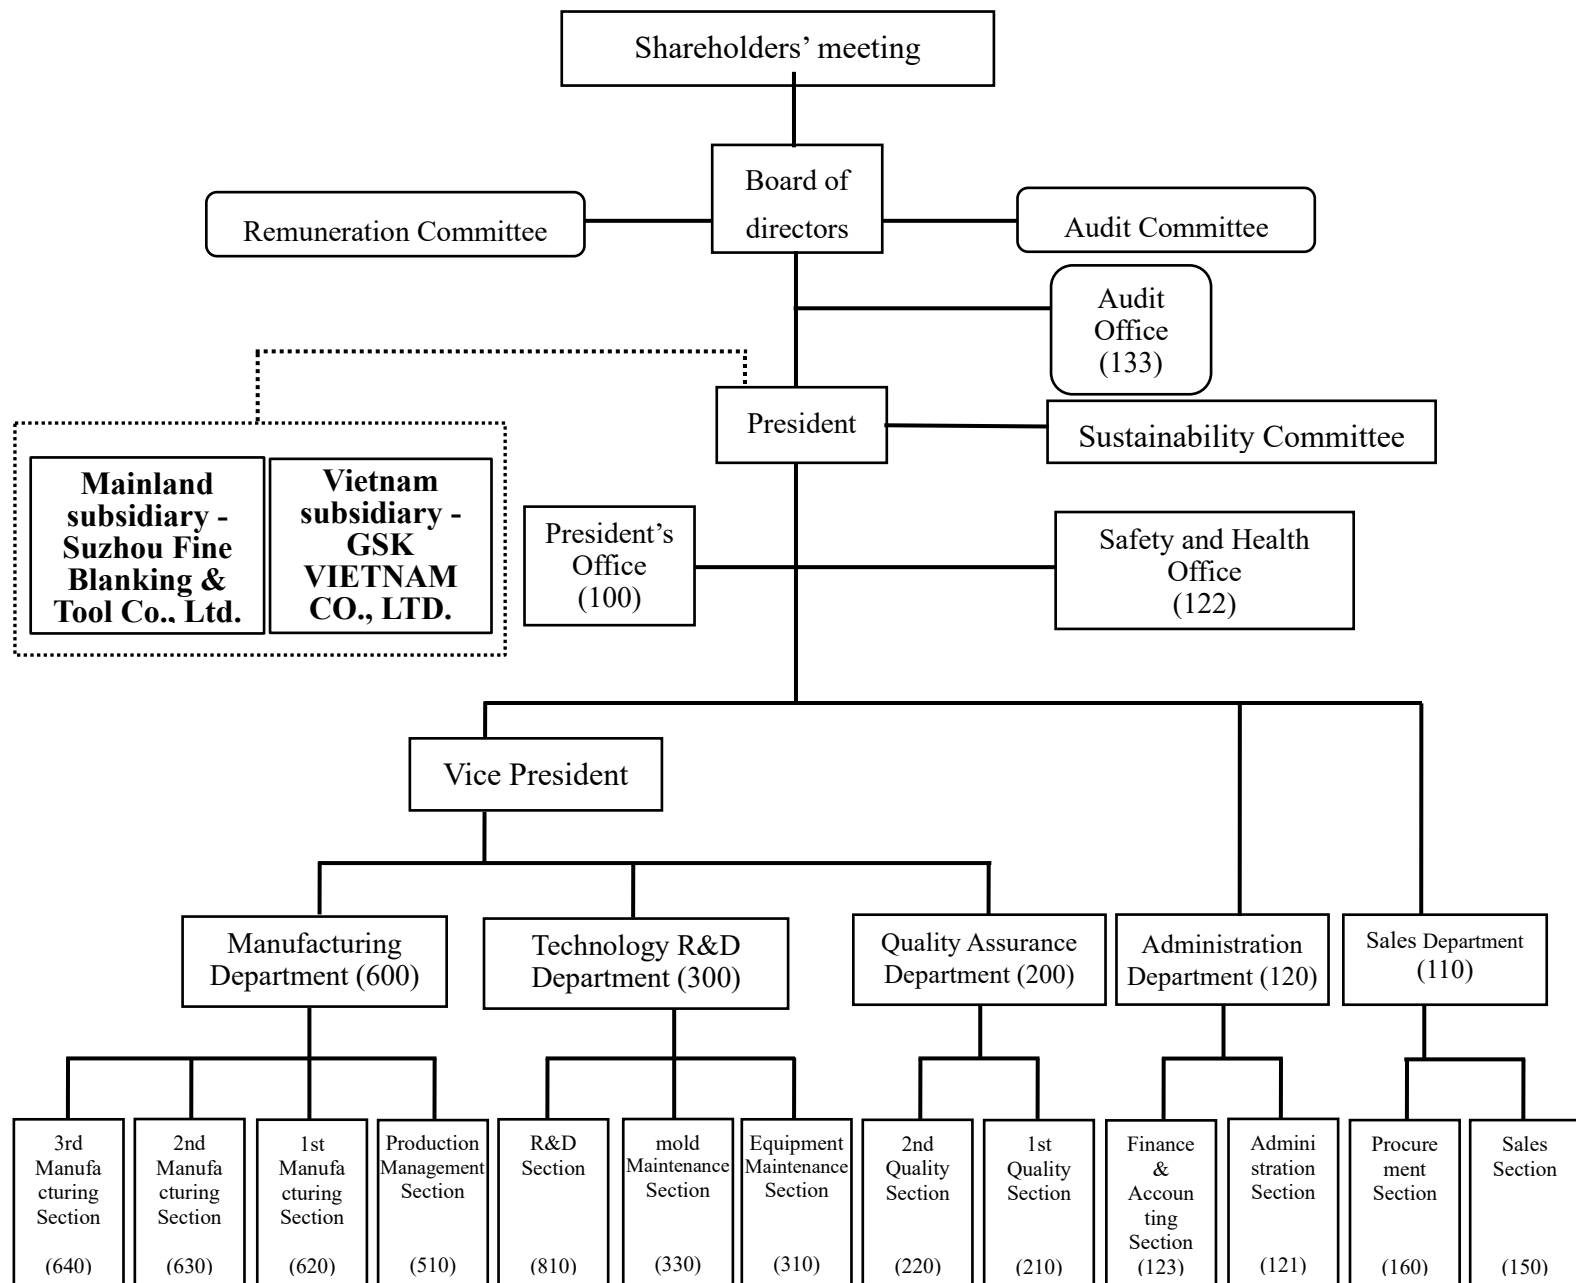 Shareholders’ meeting
Board of
directors
Remuneration Committee
Audit Committee
Audit
Office
(133)
President
Sustainability Committee
Mainland
subsidiary -
Suzhou Fine
Blanking &
Tool Co., Ltd.
Vietnam
subsidiary -
GSK
VIETNAM
CO., LTD.
President’s
Office
(100)
Safety and Health
Office
(122)
Vice President
Manufacturing
Department (600)
Technology R&D
Department (300)
Quality Assurance
Department (200)
Administration
Department (120)
Sales Department
(110)
3rd
Manufa
cturing
Section
(640)
2nd
Manufa
cturing
Section
(630)
1st
Manufa
cturing
Section
(620)
Production
Management
Section
(510)
R&D
Section
(810)
mold
Maintenance
Section
(330)
Equipment
Maintenance
Section
(310)
2nd
Quality
Section
(220)
1st
Quality
Section
(210)
Finance
&
Accoun
ting
Section
(123)
Admini
stration
Section
(121)
Procure
ment
Section
(160)
Sales
Section
(150)